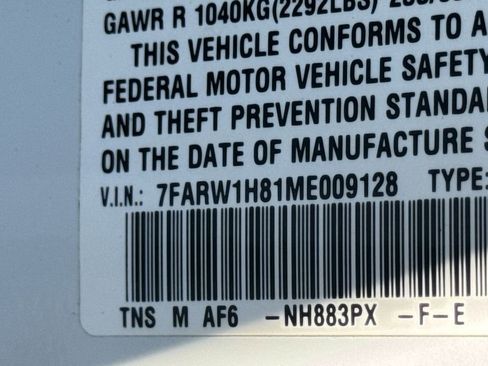 GAWR R 1040KG(2292LBS)
THIS VEHICLE CONFORMS TO
FEDERAL MOTOR VEHICLE SAFETY
AND THEFT PREVENTION STANDA
ON THE DATE OF MANUFACTURE S
V.I.N.: 7FARW1H81ME009128 TYPE:
TNS M AF6 -NH883PX -F-E